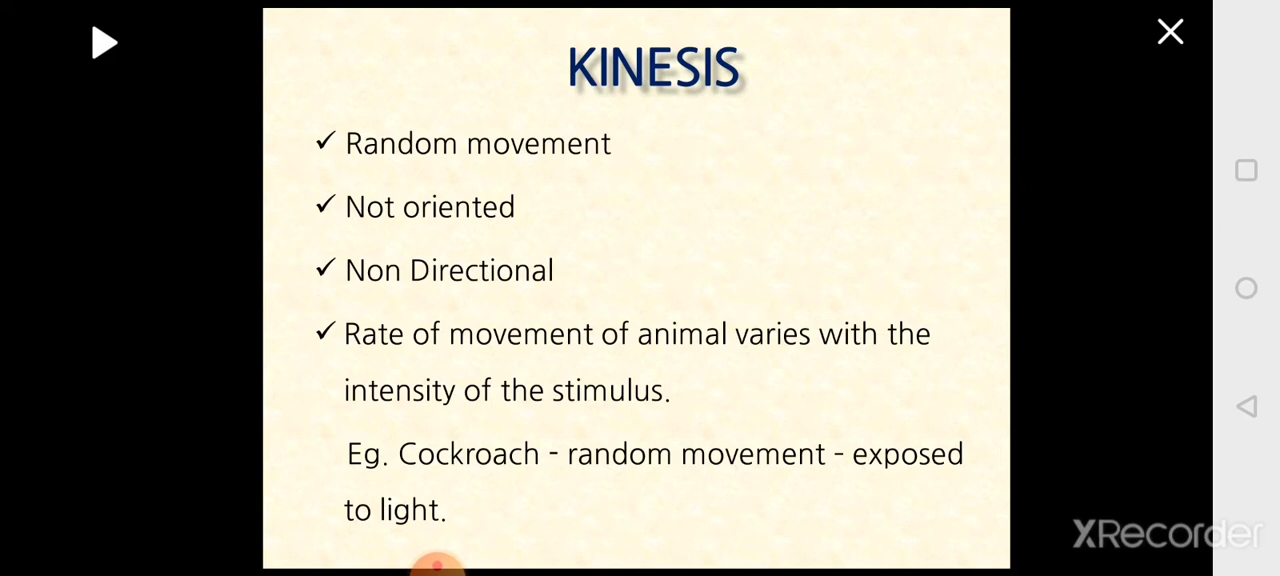 KINESIS
✓ Random movement
✓ Not oriented
✓ Non Directional
✓ Rate of movement of animal varies with the
intensity of the stimulus.
Eg. Cockroach - random movement - exposed
to light.
XRecorder